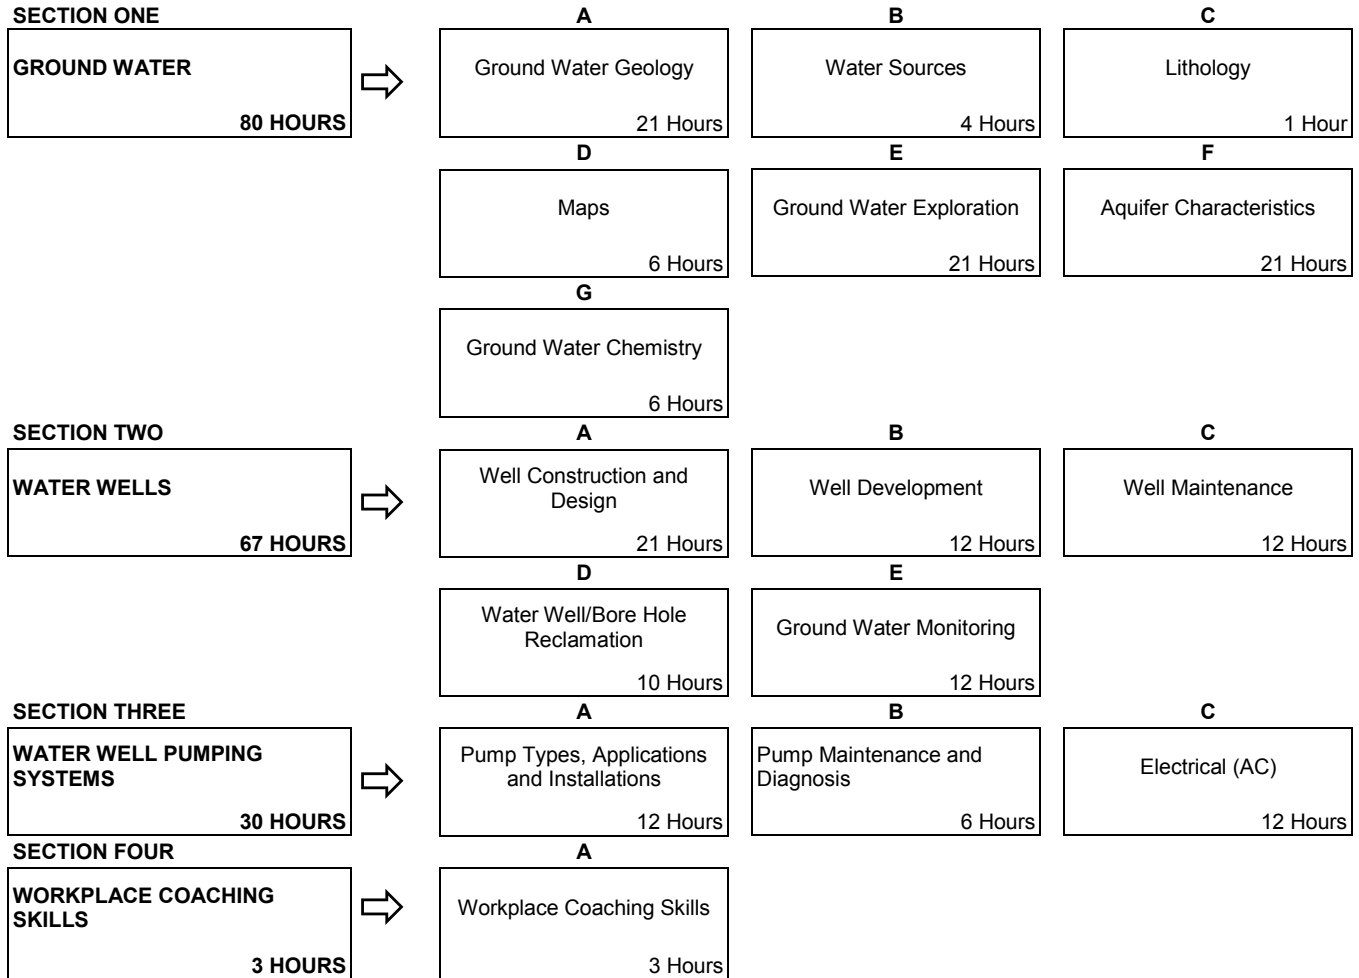 SECTION ONE
A
B
C
GROUND WATER
80 HOURS
Ground Water Geology
21 Hours
Water Sources
4 Hours
Lithology
1 Hour
D
E
F
Maps
6 Hours
Ground Water Exploration
21 Hours
Aquifer Characteristics
21 Hours
G
Ground Water Chemistry
6 Hours
SECTION TWO
A
B
C
WATER WELLS
67 HOURS
Well Construction and
Design
21 Hours
Well Development
12 Hours
Well Maintenance
12 Hours
D
E
Water Well/Bore Hole
Reclamation
10 Hours
Ground Water Monitoring
12 Hours
SECTION THREE
A
B
C
WATER WELL PUMPING
SYSTEMS
30 HOURS
Pump Types, Applications
and Installations
12 Hours
Pump Maintenance and
Diagnosis
6 Hours
Electrical (AC)
12 Hours
SECTION FOUR
A
WORKPLACE COACHING
SKILLS
3 HOURS
Workplace Coaching Skills
3 Hours